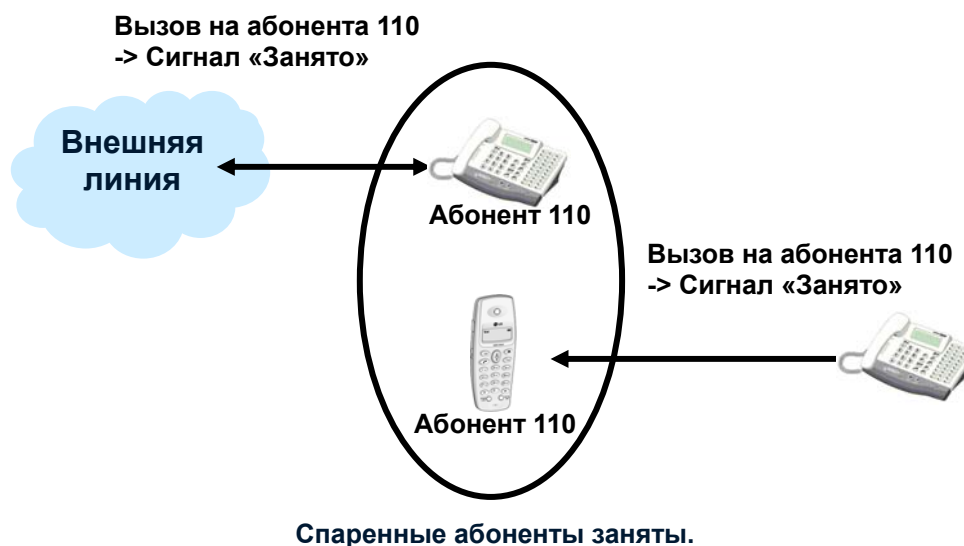 Вызов на абонента 110
-> Сигнал «Занято»
Внешняя
линия
Абонент 110
Вызов на абонента 110
-> Сигнал «Занято»
Абонент 110
Спаренные абоненты заняты.